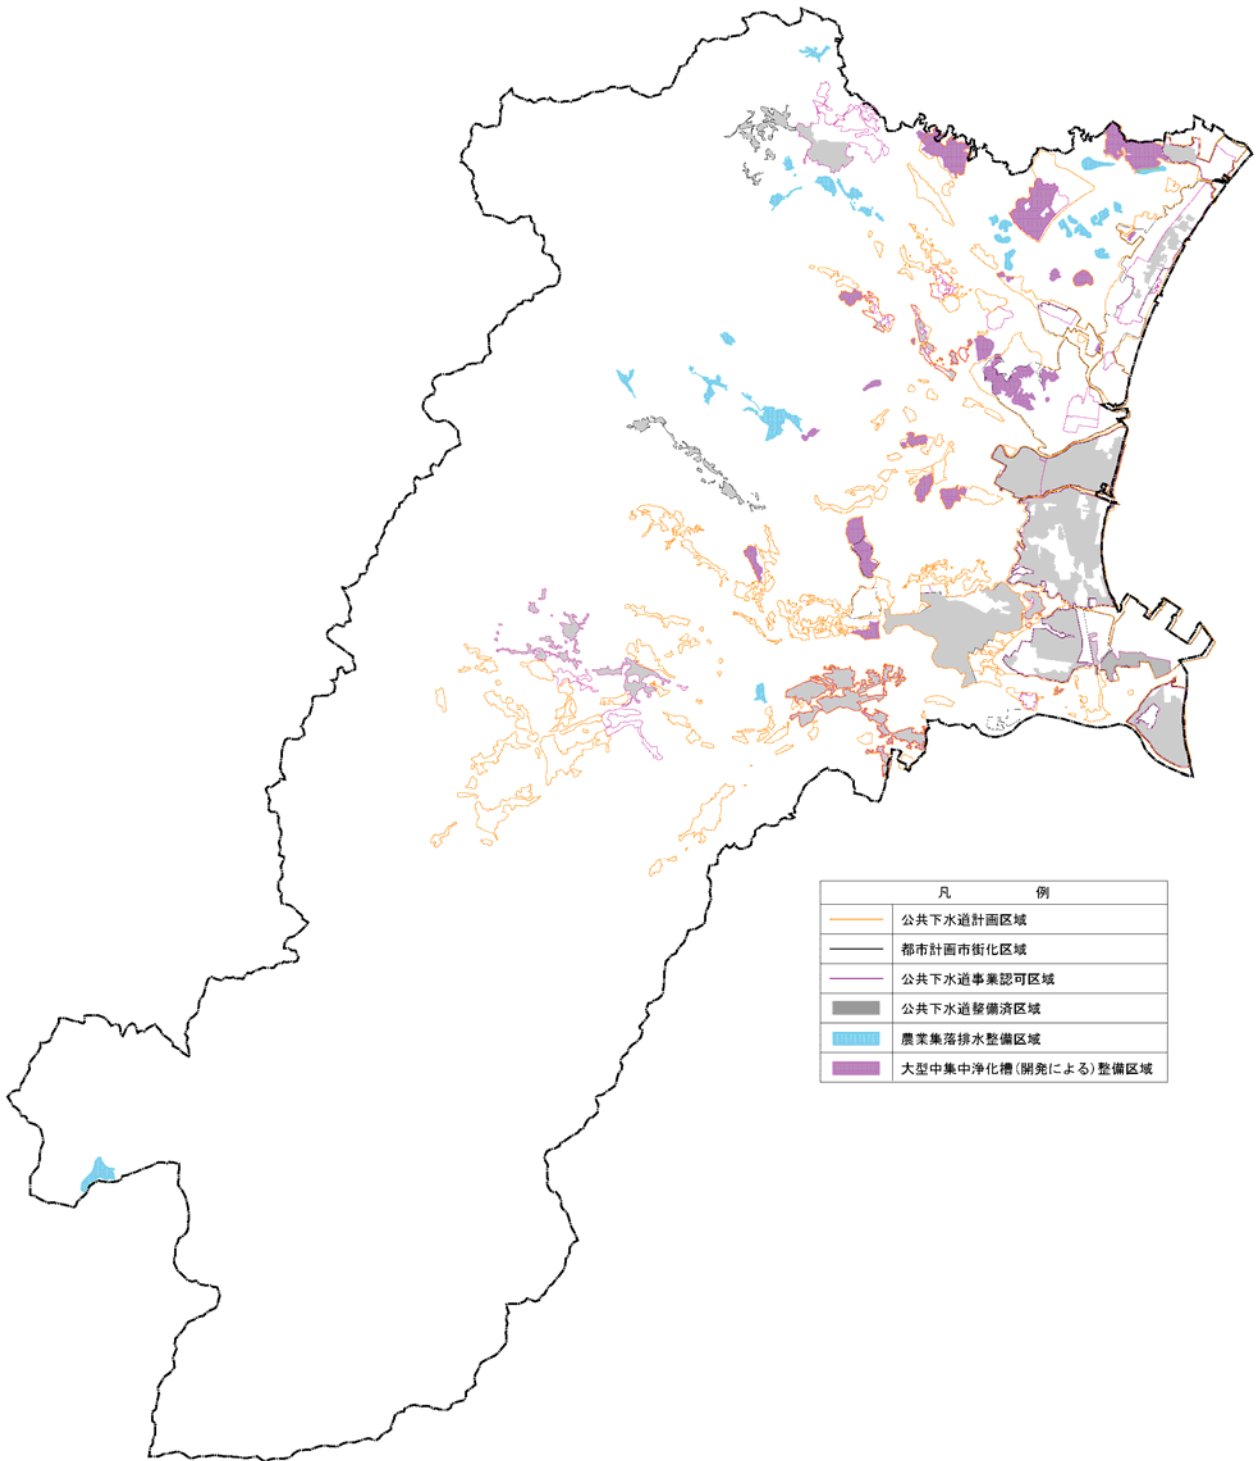 凡 例
公共下水道計画区域
都市計画市街化区域
公共下水道事業認可区域
公共下水道整備済区域
農業集落排水整備区域
大型中集中浄化槽(開発による)整備区域